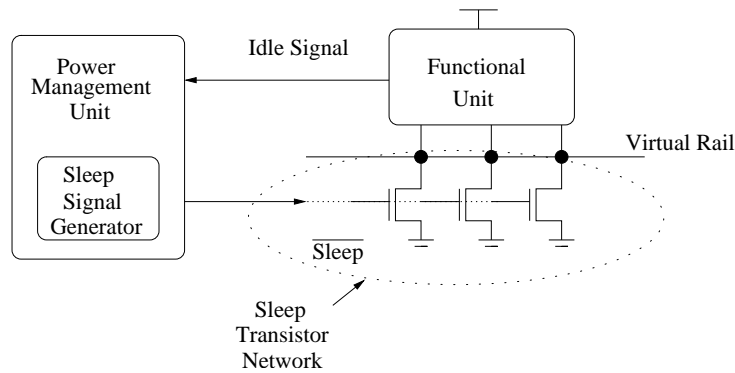 Power
Management
Unit
Sleep
Signal
Generator
Idle Signal
Functional
Unit
Virtual Rail
Sleep
Sleep
Transistor
Network